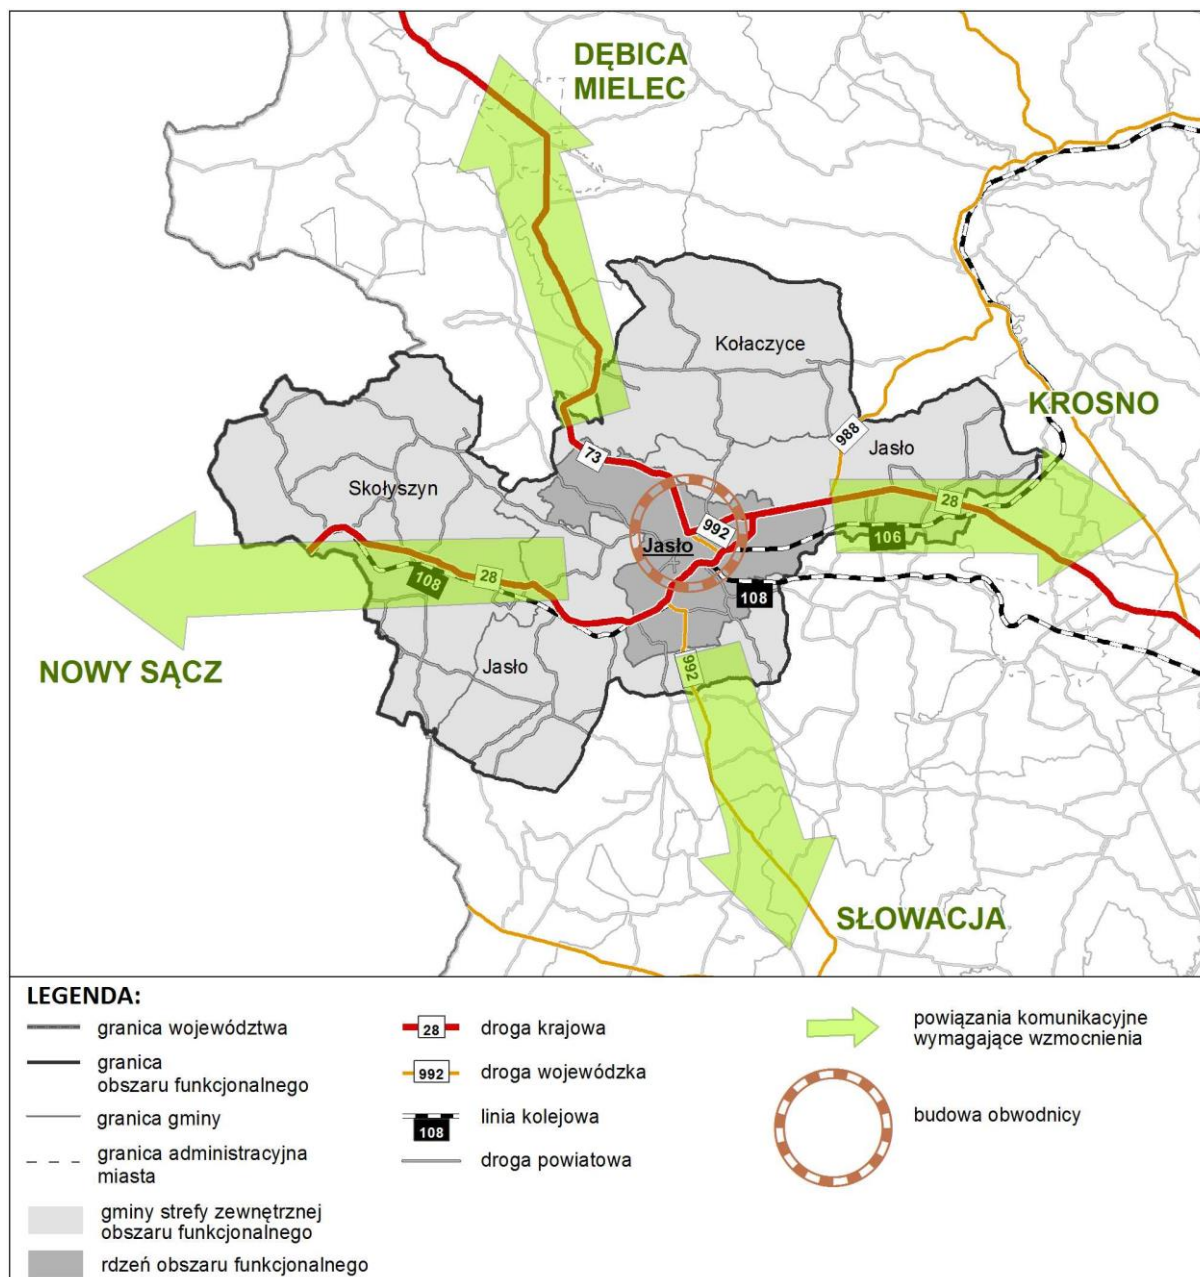 DĘBICA
MIELEC
Kołaczyce
KROSNO
988
Jasło
73
Skołyszyn
28
992
Jasło
106
28
108
108
NOWY SĄCZ
Jasło
992
SŁOWACJA
LEGENDA:
granica województwa
granica
obszaru funkcjonalnego
granica gminy
granica administracyjna
miasta
gminy strefy zewnętrznej
obszaru funkcjonalnego
rdzeń obszaru funkcjonalnego
28 droga krajowa
992 droga wojewódzka
linia kolejowa
108
droga powiatowa
powiązania komunikacyjne
wymagające wzmocnienia
budowa obwodnicy